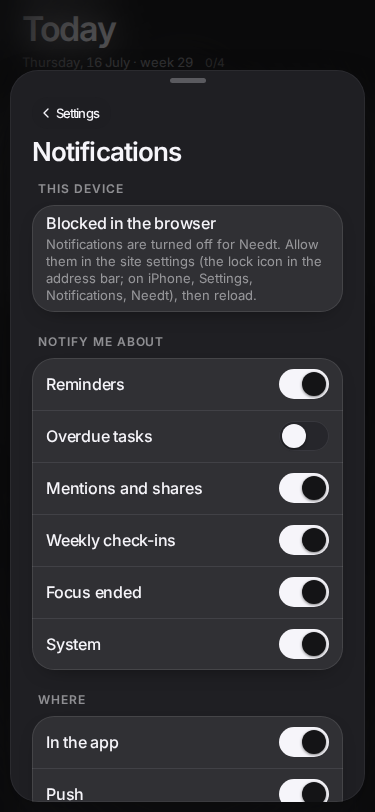 Today
Thursday, 16 July · week 29 0/4
Settings
Notifications
THIS DEVICE
Blocked in the browser
Notifications are turned off for Needt. Allow
them in the site settings (the lock icon in the
address bar; on iPhone, Settings,
Notifications, Needt), then reload.
NOTIFY ME ABOUT
Reminders
Overdue tasks
Mentions and shares
Weekly check-ins
Focus ended
System
WHERE
In the app
Push